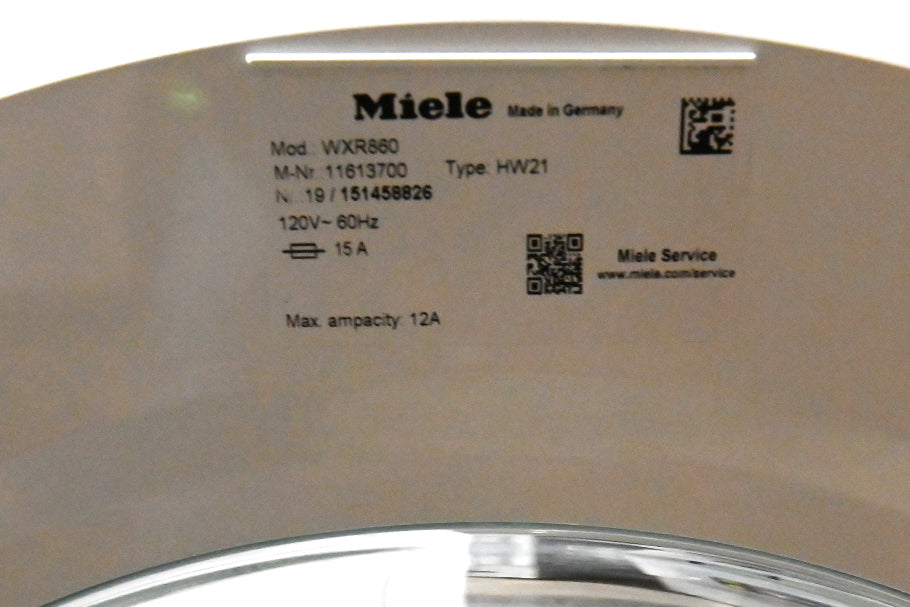 Miele Made in Germany
Mod.: WXR860
M-Nr.:11613700 Type: HW21
Nr.:19 / 151458826
120V~ 60Hz
15 A
Miele Service
www.miele.com/service
Max. ampacity: 12A